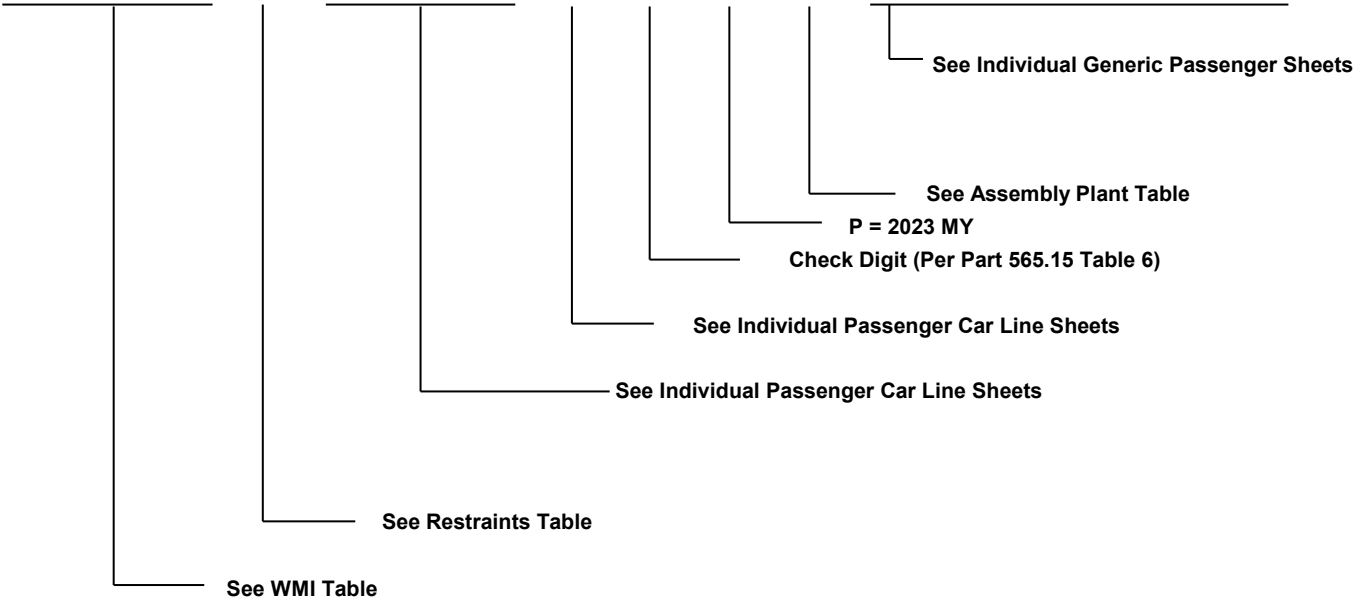 See Individual Generic Passenger Sheets
See Assembly Plant Table
P = 2023 MY
Check Digit (Per Part 565.15 Table 6)
See Individual Passenger Car Line Sheets
See Individual Passenger Car Line Sheets
See Restraints Table
See WMI Table